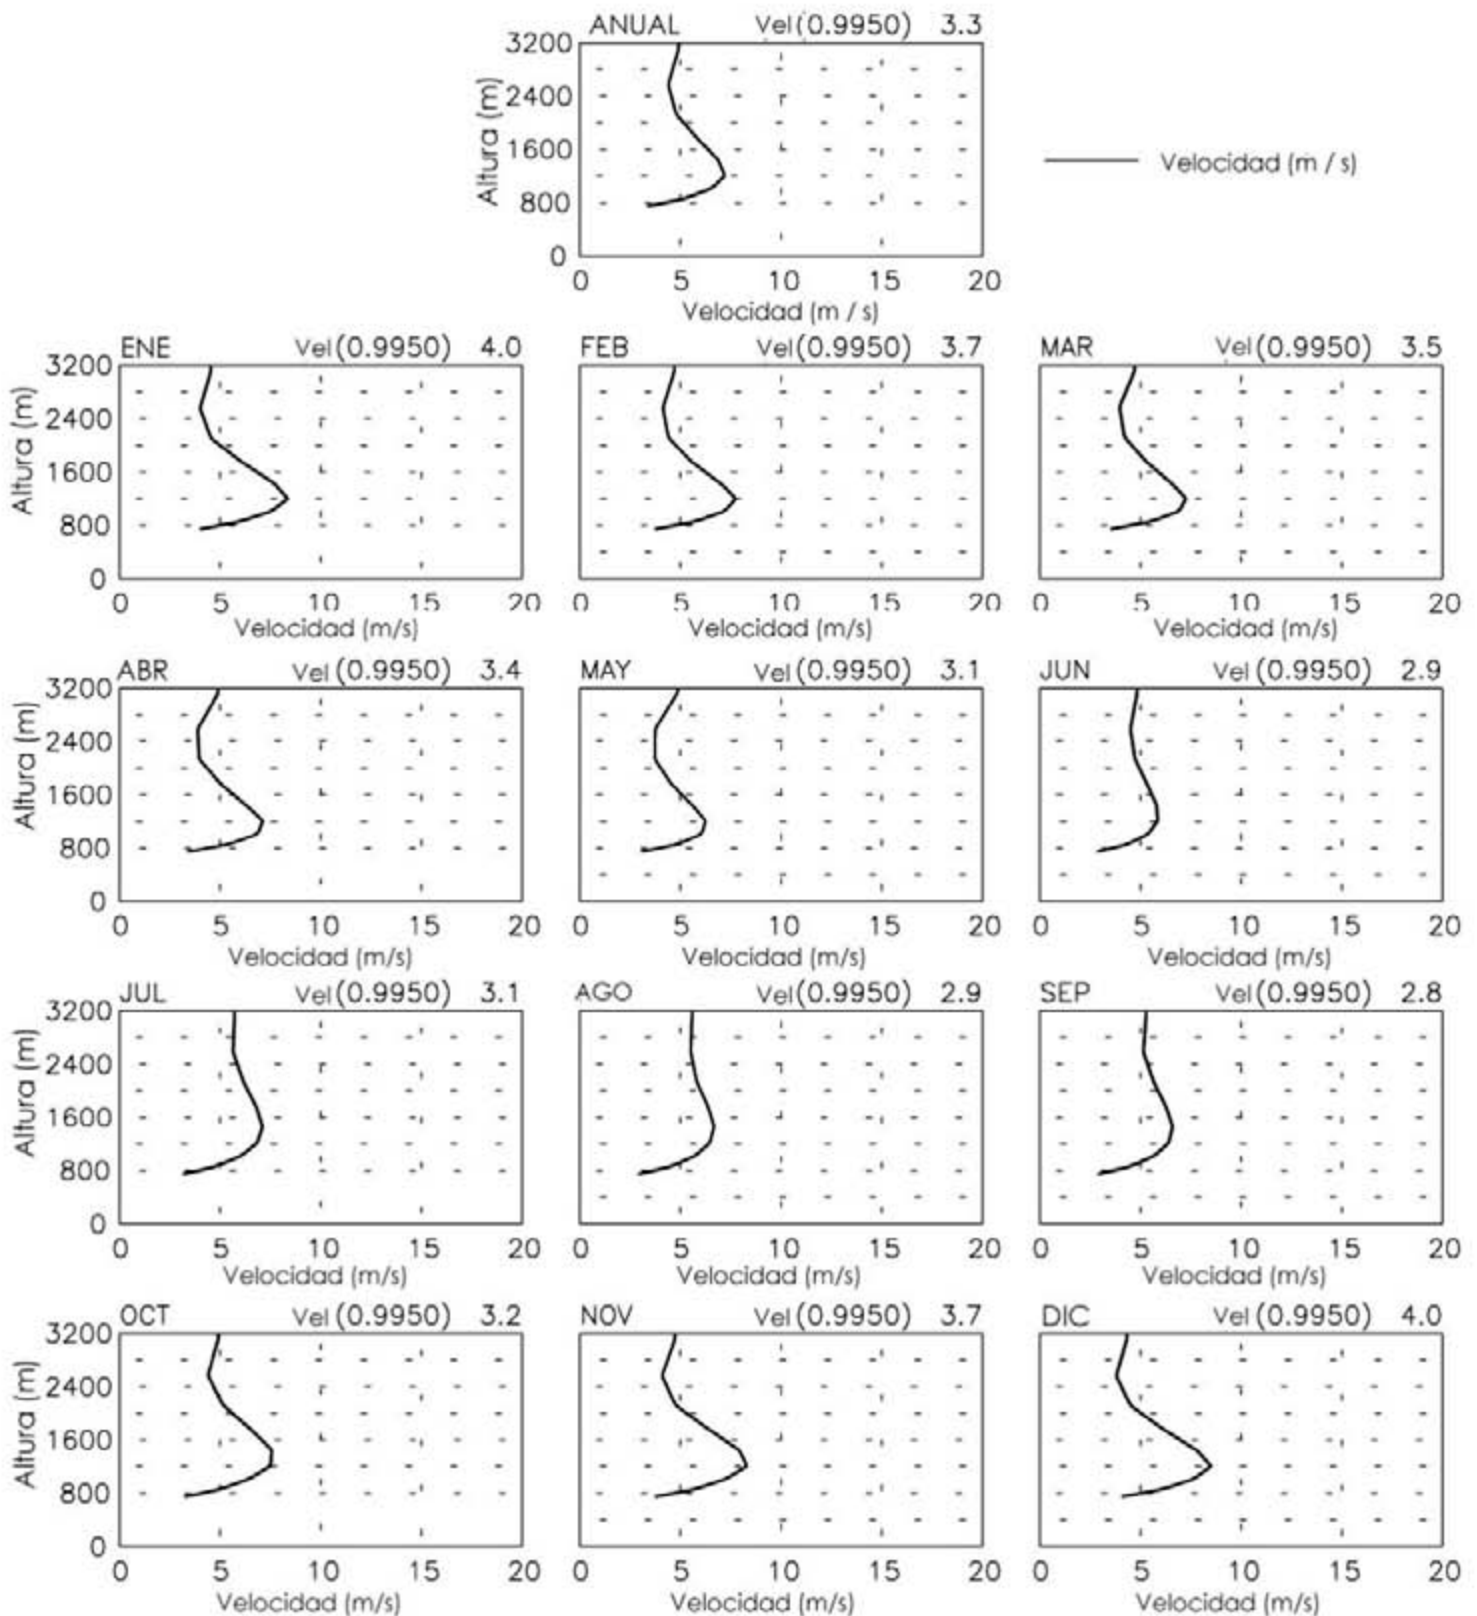 ANUAL Vel(0.9950) 3.3
3200
2400
1600
800
0
Altura (m)
0 5 10 15 20
Velocidad (m / s)
Velocidad (m / s)
ENE Vel(0.9950) 4.0
3200
2400
1600
800
0
Altura (m)
0 5 10 15 20
Velocidad (m/s)
FEB Vel(0.9950) 3.7
0 5 10 15 20
Velocidad (m/s)
MAR Vel(0.9950) 3.5
0 5 10 15 20
Velocidad (m/s)
ABR Vel(0.9950) 3.4
3200
2400
1600
800
0
Altura (m)
0 5 10 15 20
Velocidad (m/s)
MAY Vel(0.9950) 3.1
0 5 10 15 20
Velocidad (m/s)
JUN Vel(0.9950) 2.9
0 5 10 15 20
Velocidad (m/s)
JUL Vel(0.9950) 3.1
3200
2400
1600
800
0
Altura (m)
0 5 10 15 20
Velocidad (m/s)
AGO Vel(0.9950) 2.9
0 5 10 15 20
Velocidad (m/s)
SEP Vel(0.9950) 2.8
0 5 10 15 20
Velocidad (m/s)
OCT Vel(0.9950) 3.2
3200
2400
1600
800
0
Altura (m)
0 5 10 15 20
Velocidad (m/s)
NOV Vel(0.9950) 3.7
0 5 10 15 20
Velocidad (m/s)
DIC Vel(0.9950) 4.0
0 5 10 15 20
Velocidad (m/s)